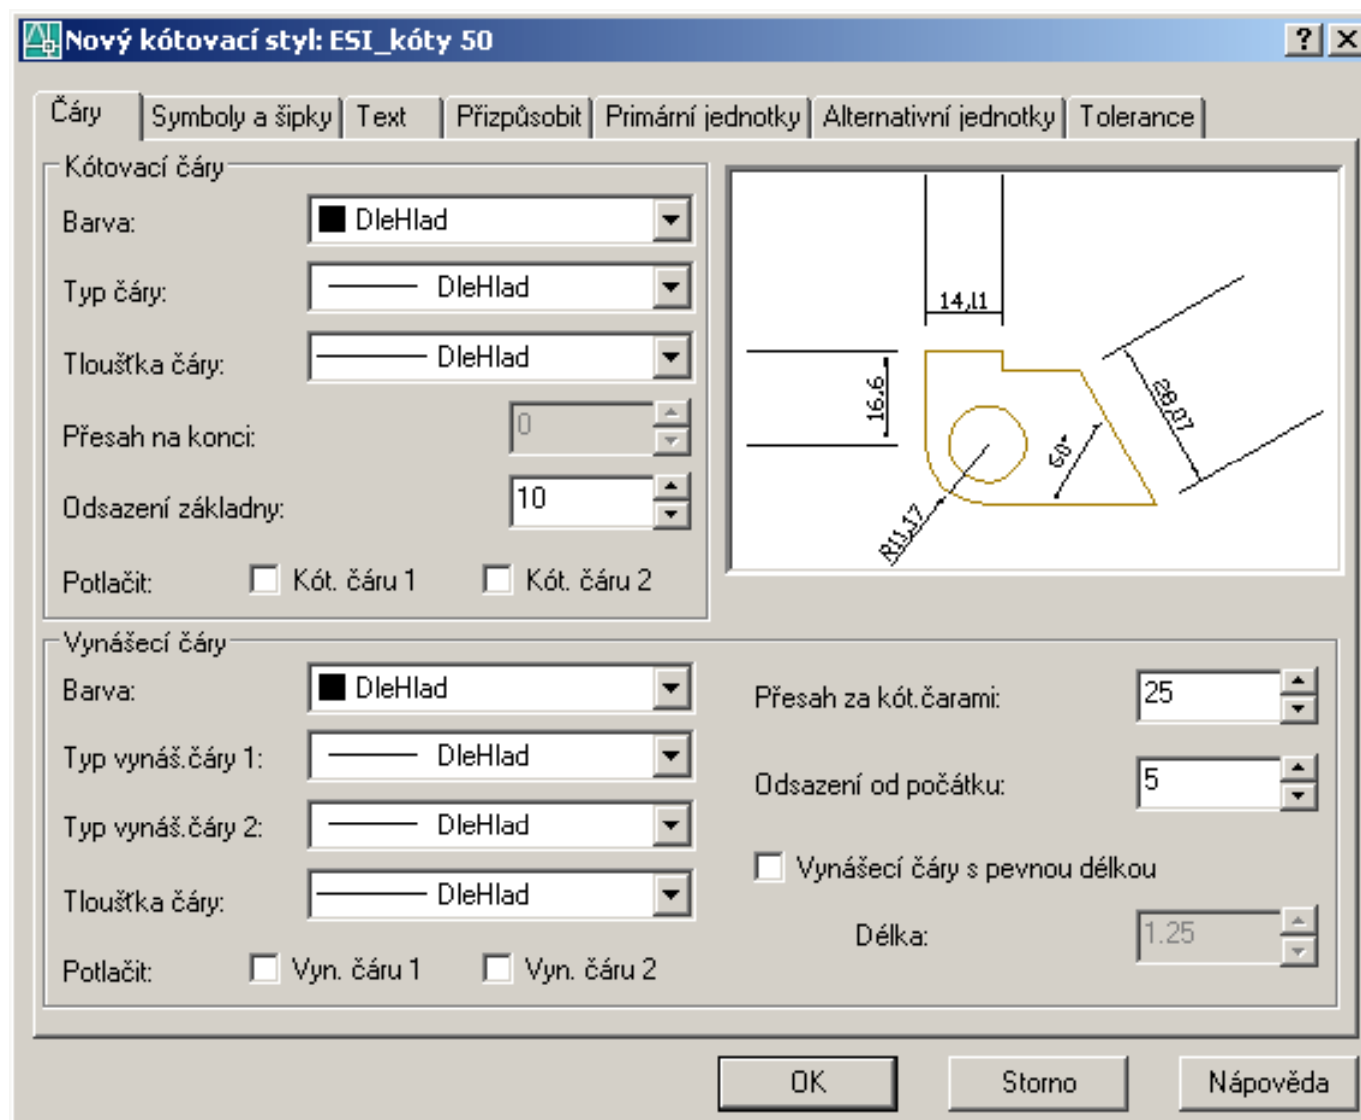 Nový kótovací styl: ESI_kóty 50
Čáry Symboly a šipky Text Přizpůsobit Primární jednotky Alternativní jednotky Tolerance
Kótovací čáry
Barva: DleHlad
Typ čáry: DleHlad
Tloušťka čáry: DleHlad
Přesah na konci: 0
Odsazení základny: 10
Potlačit: Kót. čáru 1 Kót. čáru 2
14,11
16,6
28,07
60°
R11,17
Vynášecí čáry
Barva: DleHlad
Typ vynáš.čáry 1: DleHlad
Typ vynáš.čáry 2: DleHlad
Tloušťka čáry: DleHlad
Potlačit: Vyn. čáru 1 Vyn. čáru 2
Přesah za kót.čarami: 25
Odsazení od počátku: 5
Vynášecí čáry s pevnou délkou
Délka: 1.25
OK Storno Nápověda